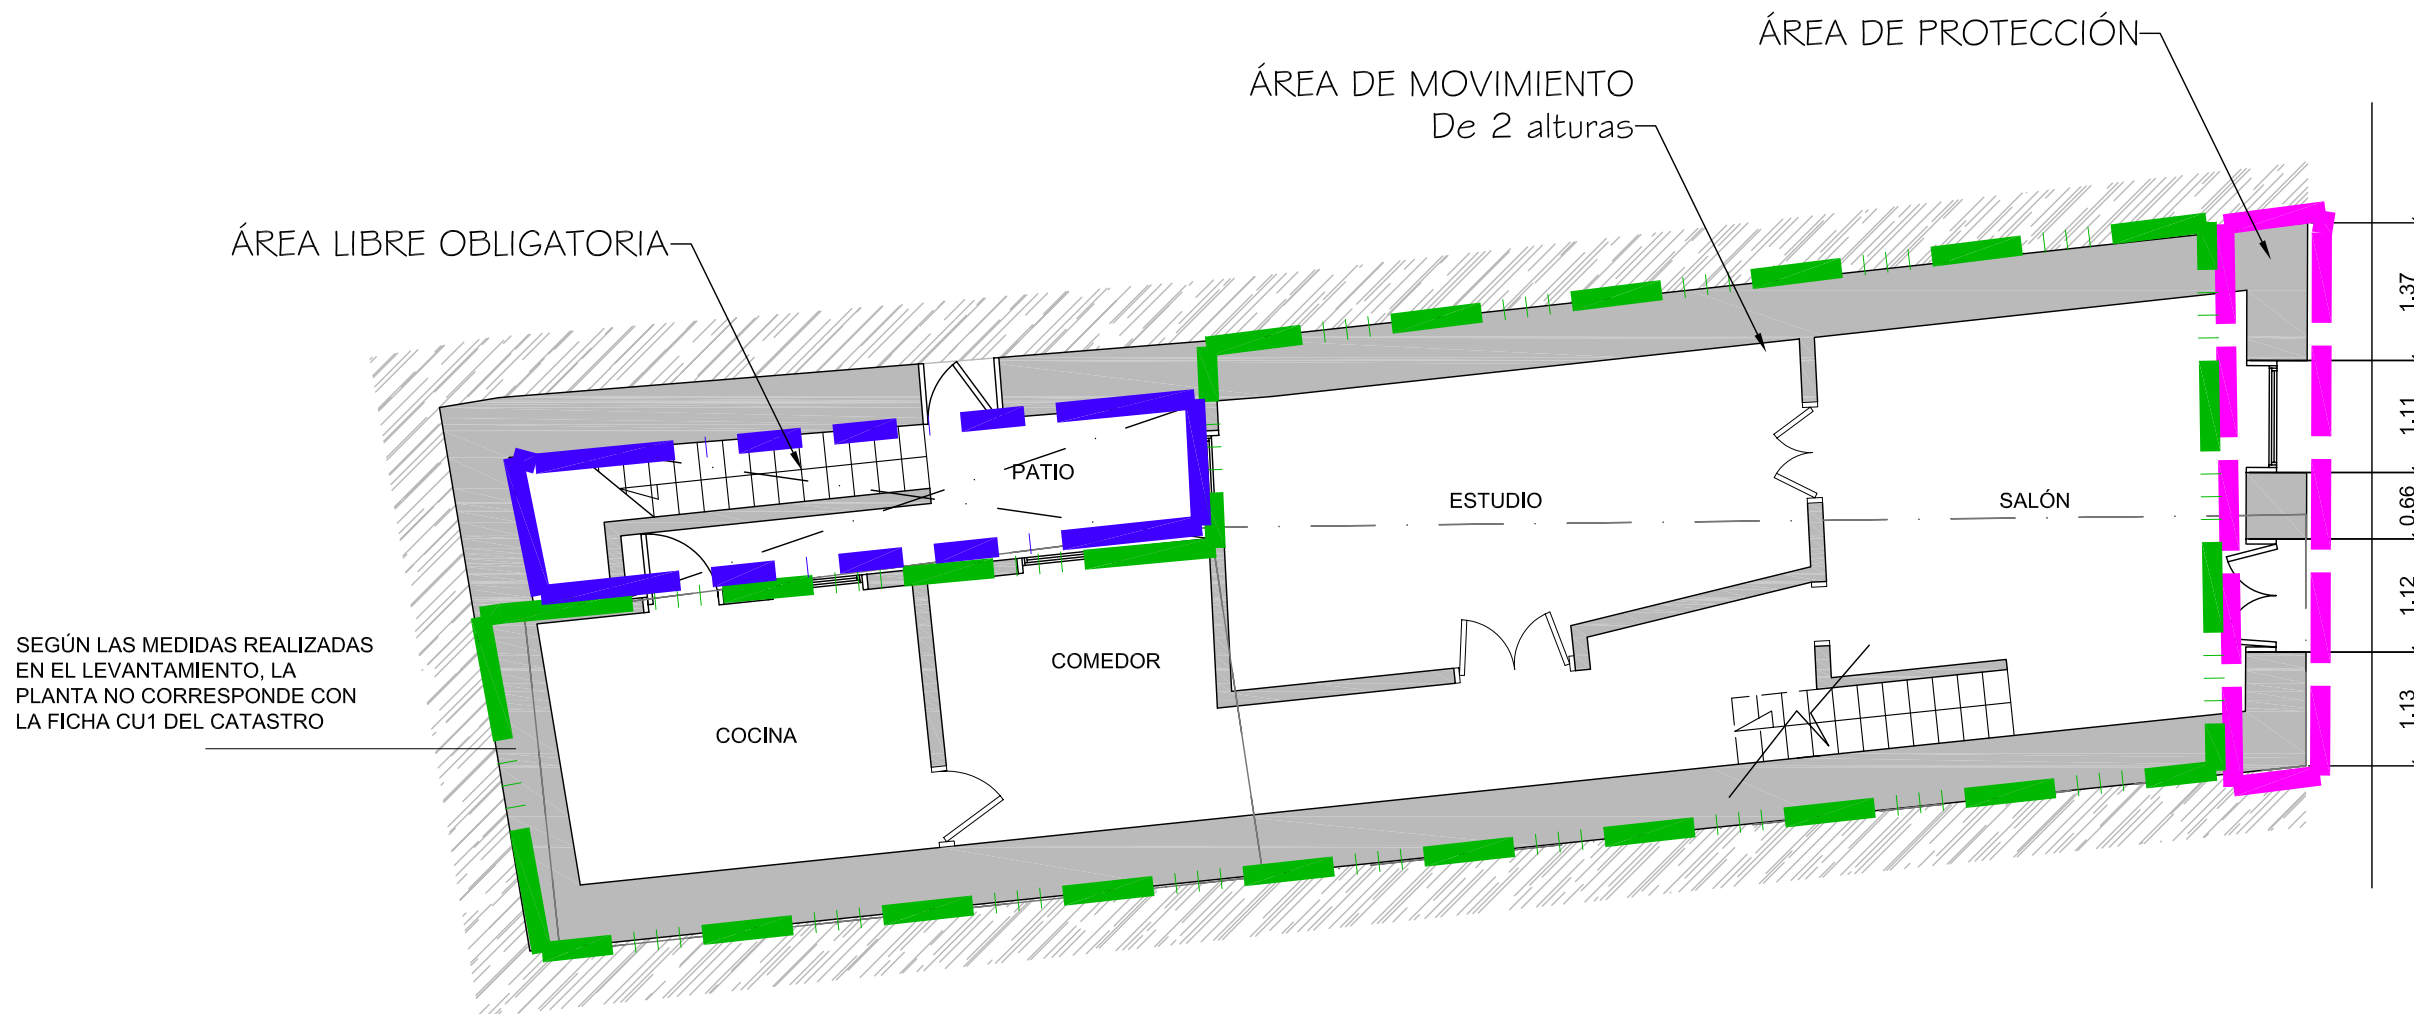 ÁREA DE PROTECCIÓN
ÁREA DE MOVIMIENTO
De 2 alturas
ÁREA LIBRE OBLIGATORIA
1.37
1.11
0.66
1.12
1.13
PATIO
ESTUDIO
SALÓN
COMEDOR
COCINA
SEGÚN LAS MEDIDAS REALIZADAS
EN EL LEVANTAMIENTO, LA
PLANTA NO CORRESPONDE CON
LA FICHA CU1 DEL CATASTRO